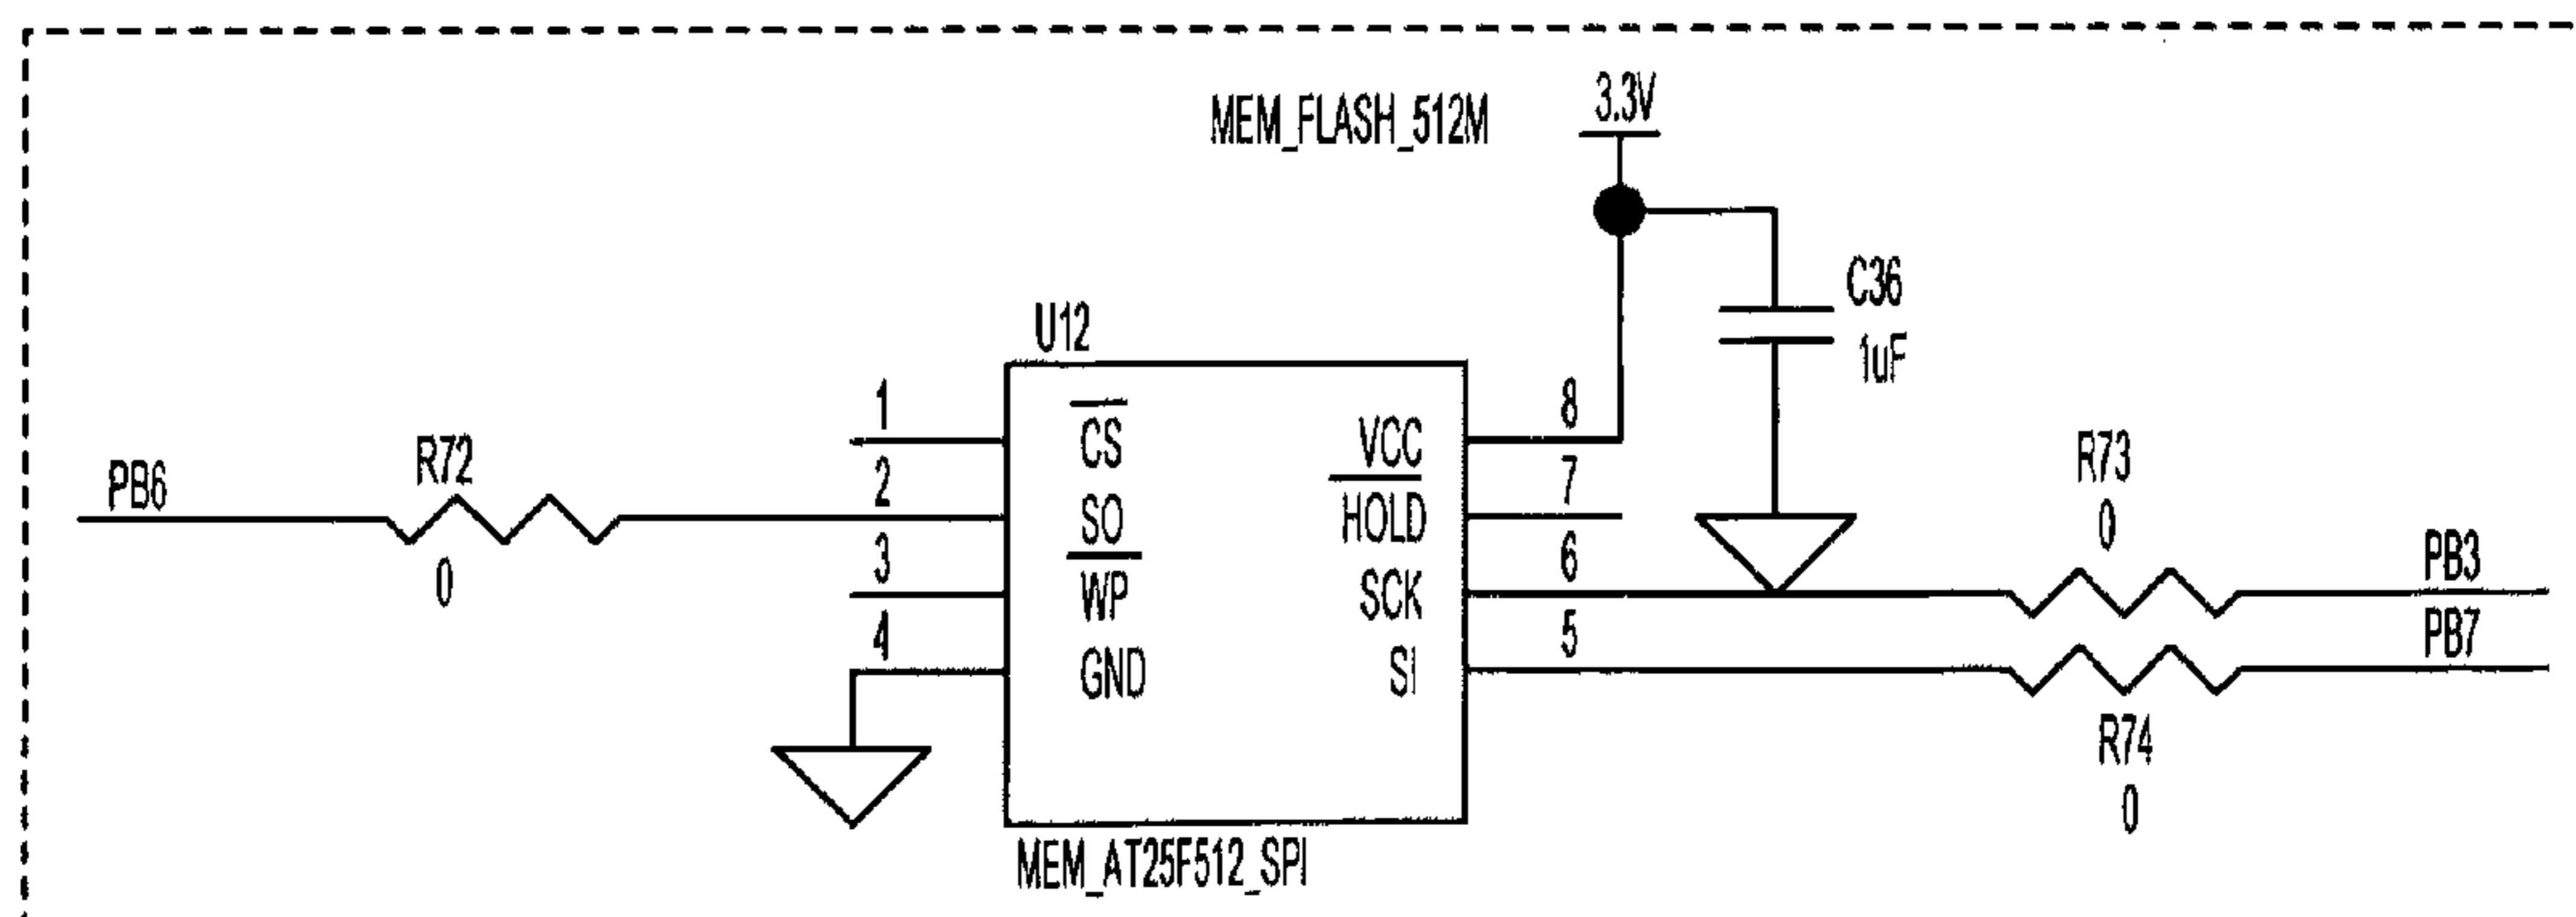 MEM_FLASH_512M
3.3V
C36
1uF
U12
1
CS
VCC
8
PB6
R72
0
2
SO
HOLD
7
R73
0
3
WP
SCK
6
PB3
4
GND
SI
5
PB7
R74
0
MEM_AT25F512_SPI